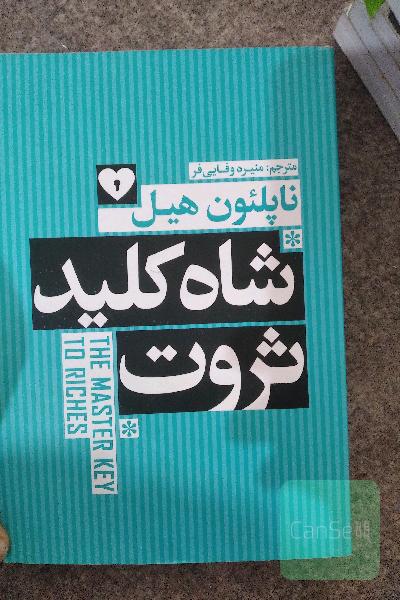 مترجم: منیره وفایی‌فر
ناپلئون هیل
شاه کلید
ثروت
THE MASTER KEY
TO RICHES